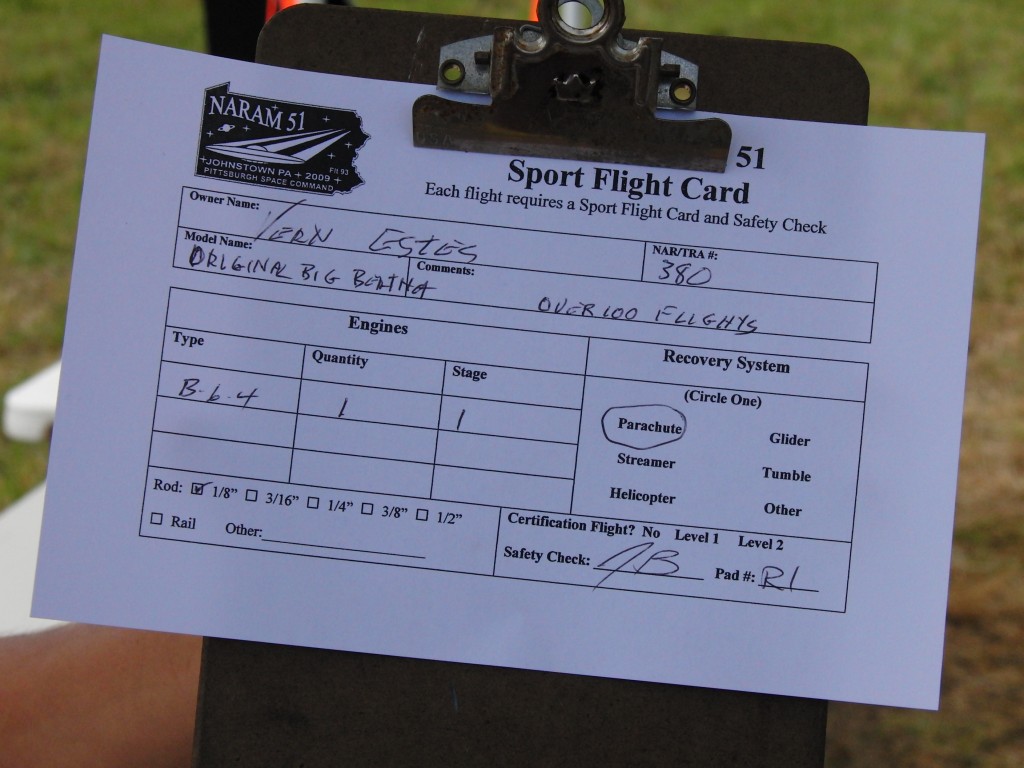 NARAM 51
JOHNSTOWN PA + 2009
Flt 93
PITTSBURGH SPACE COMMAND
51
Sport Flight Card
Each flight requires a Sport Flight Card and Safety Check
Owner Name: VERN ESTES
NAR/TRA #: 380
Model Name: ORIGINAL BIG BERTHA
Comments: OVER 100 FLIGHYS
Engines
Type Quantity Stage
B-6-4 1 1
Recovery System
(Circle One)
Parachute Glider
Streamer Tumble
Helicopter Other
Rod: 1/8” 3/16” 1/4” 3/8” 1/2”
Rail Other:
Certification Flight? No Level 1 Level 2
Safety Check: JB Pad #: R1